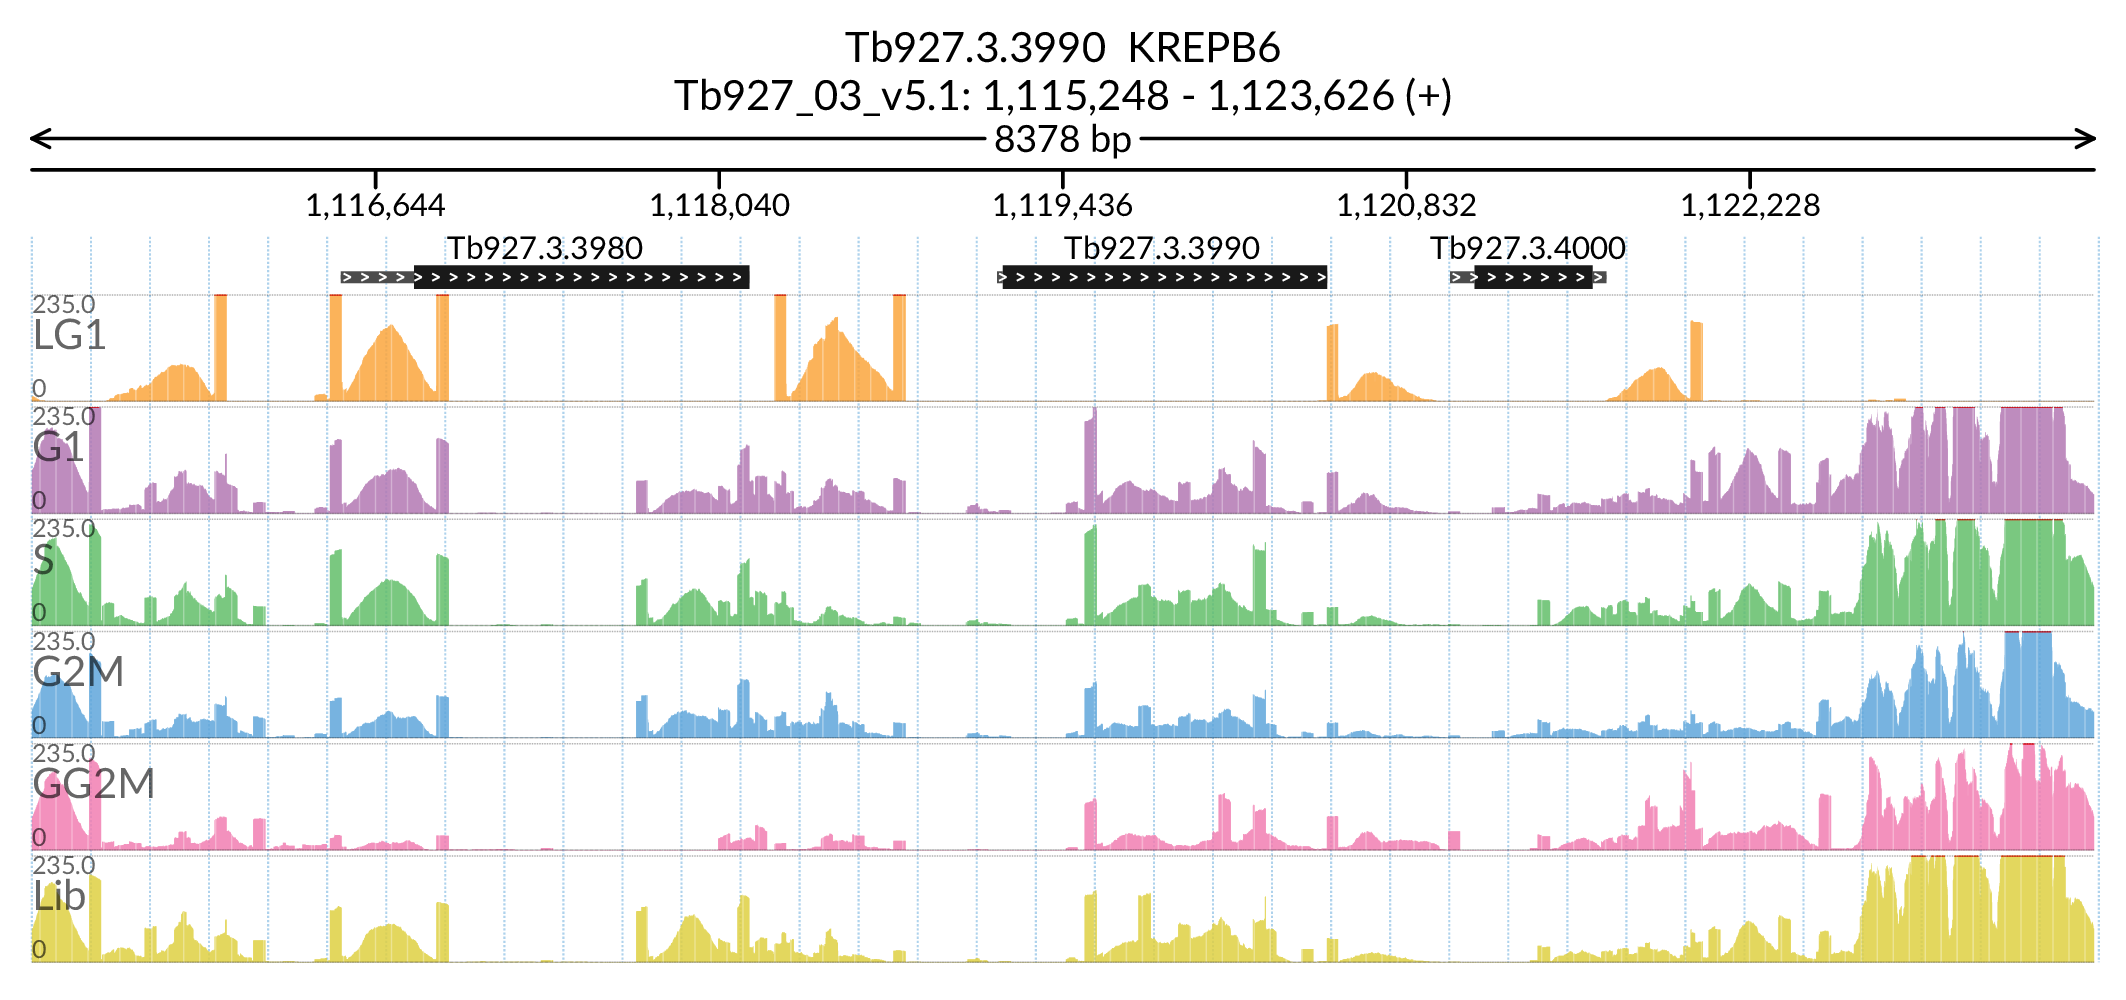 Tb927.3.3990 KREPB6
Tb927_03_v5.1: 1,115,248 - 1,123,626 (+)
8378 bp
1,116,644 1,118,040 1,119,436 1,120,832 1,122,228
Tb927.3.3980 Tb927.3.3990 Tb927.3.4000
235.0
LG1
0
235.0
G1
0
235.0
S
0
235.0
G2M
0
235.0
GG2M
0
235.0
Lib
0